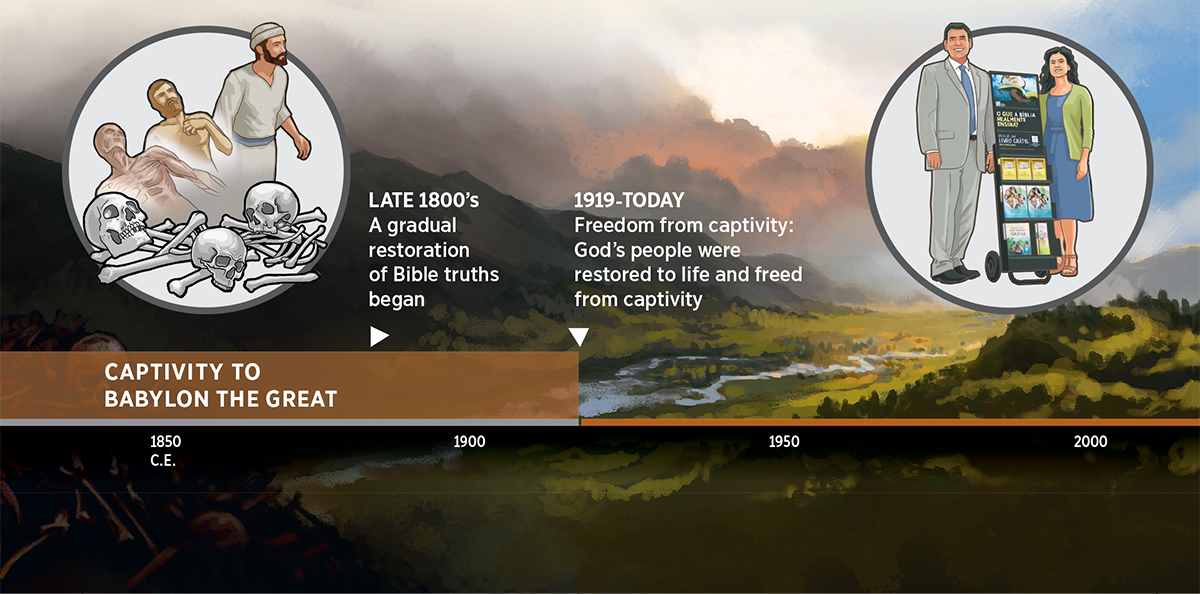 LATE 1800's
A gradual
restoration
of Bible truths
began
1919-TODAY
Freedom from captivity:
God's people were
restored to life and freed
from captivity
O QUE A BÍBLIA
REALMENTE
ENSINA?
LIVRO GRÁTIS
CAPTIVITY TO
BABYLON THE GREAT
1850
C.E.
1900
1950
2000